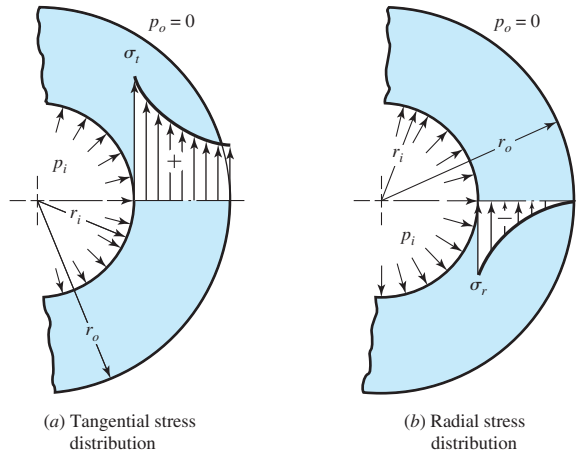 p_o = 0
σ_t
+
p_i
r_i
r_o
(a) Tangential stress
distribution
p_o = 0
r_i
r_o
−
p_i
σ_r
(b) Radial stress
distribution